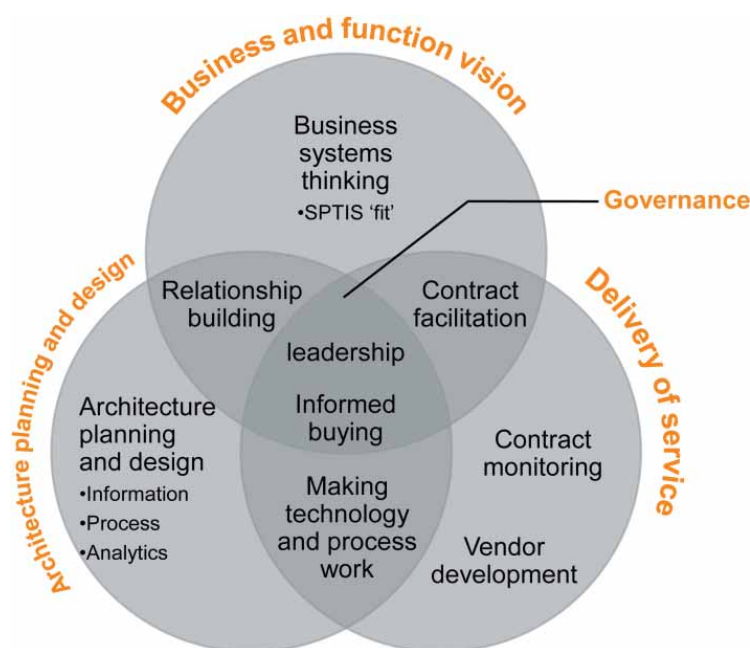 Business and function vision
Business
systems
thinking
•SPTIS ‘fit’
Governance
Relationship
building
Contract
facilitation
leadership
Architecture planning and design
Delivery of service
Architecture
planning
and design
•Information
•Process
•Analytics
Informed
buying
Contract
monitoring
Making
technology
and process
work
Vendor
development